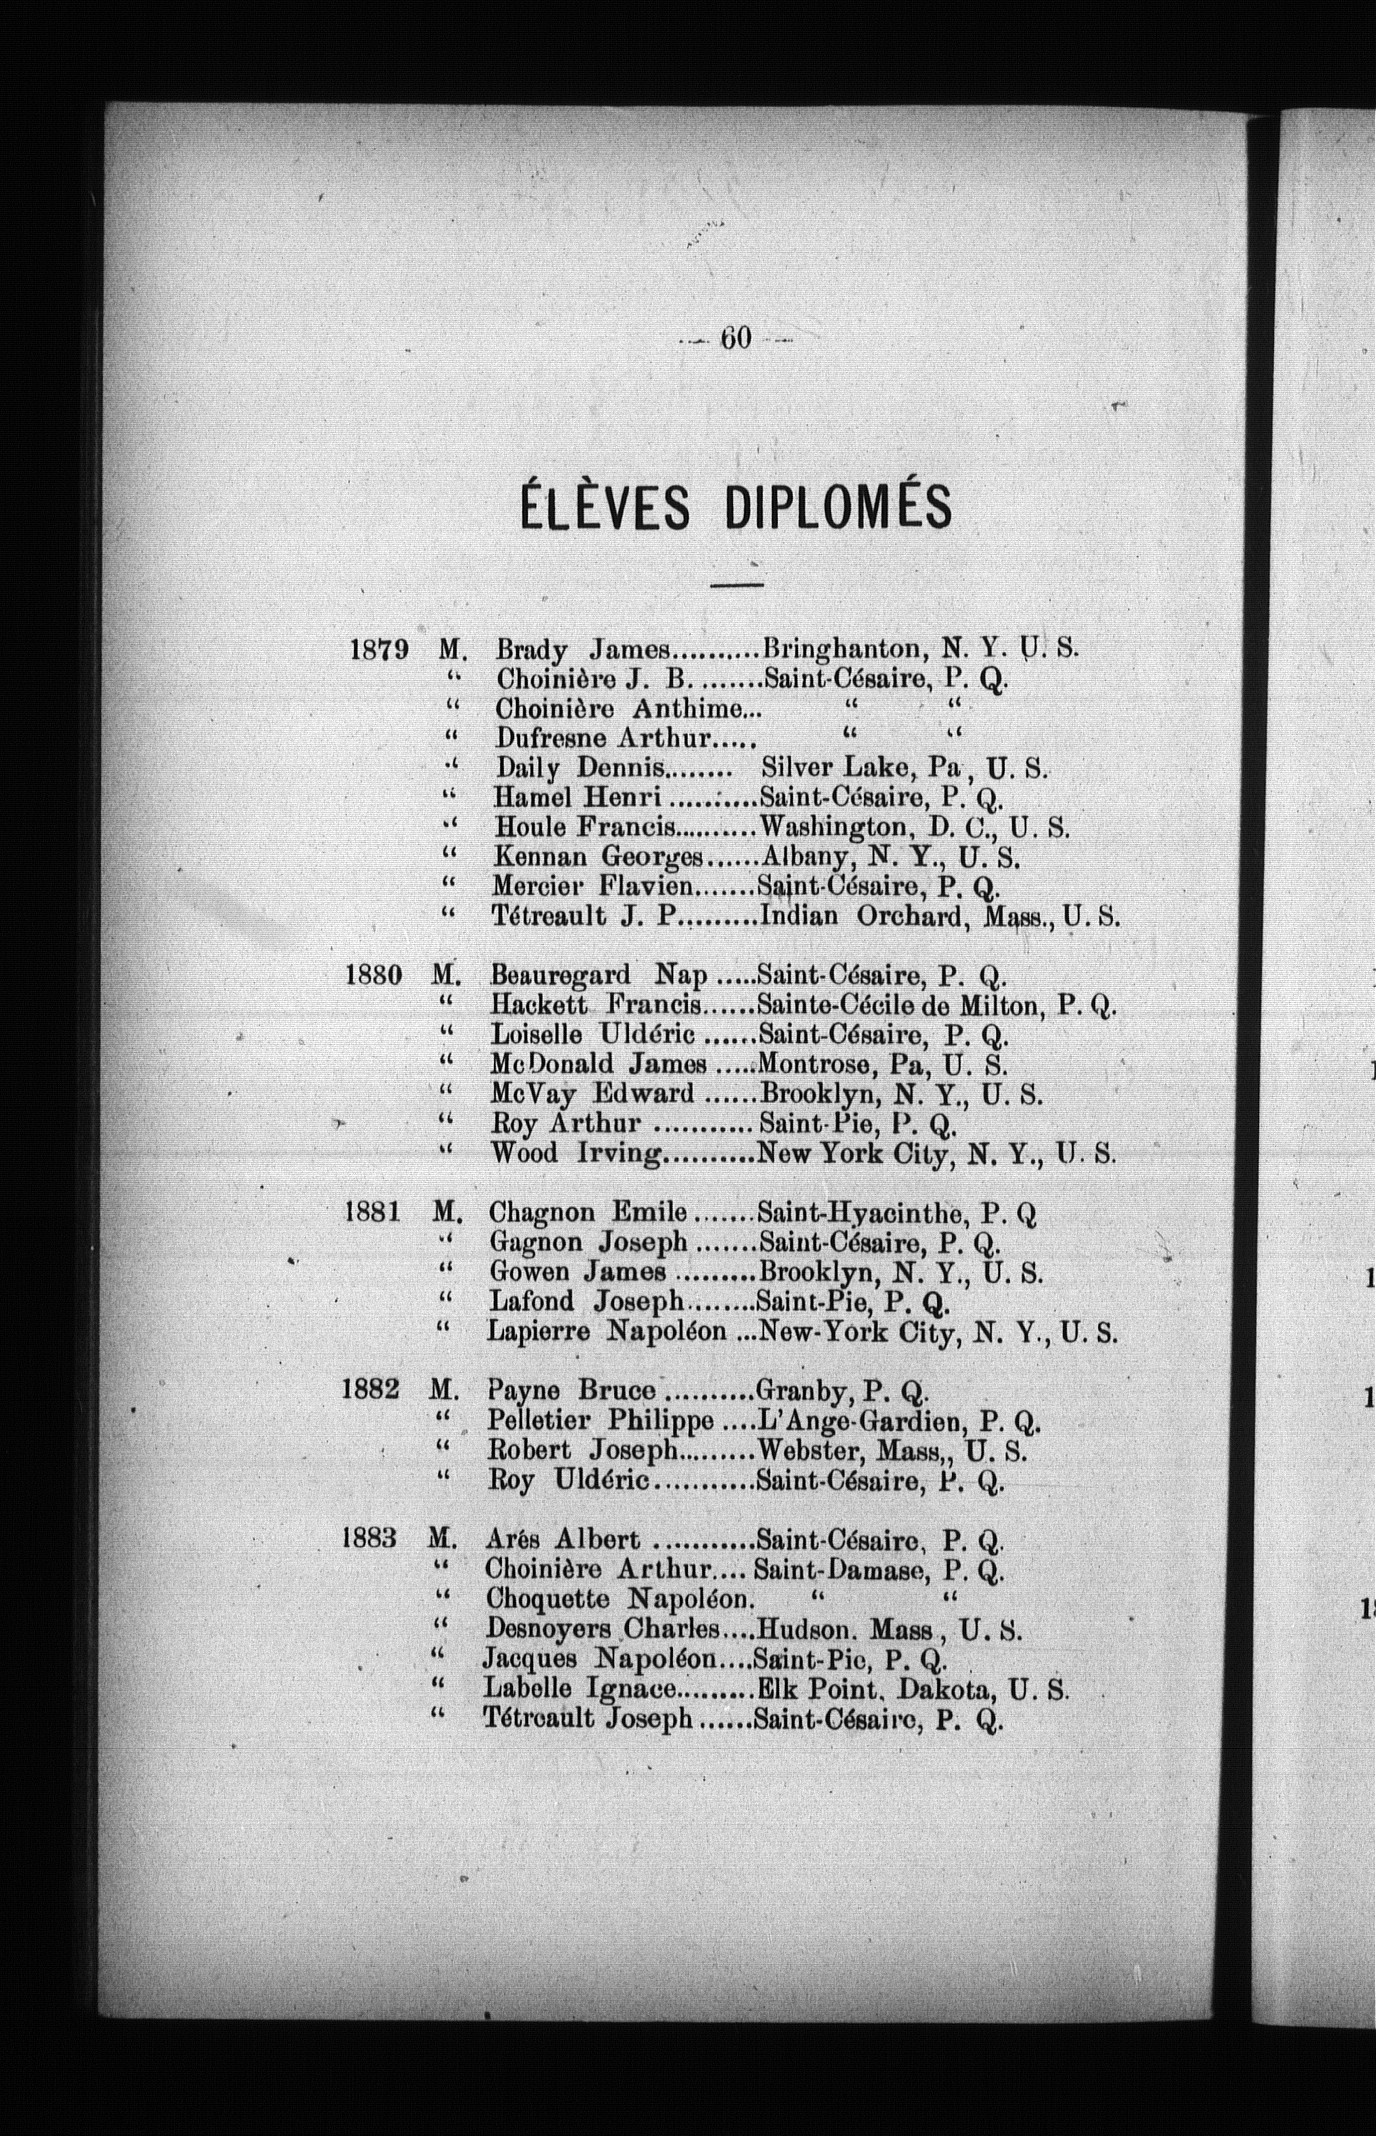 — 60 —
ÉLÈVES DIPLOMÉS
1879 M. Brady James..........Bringhanton, N. Y. U. S.
“ Choinière J. B. ........Saint-Césaire, P. Q.
“ Choinière Anthime... “ “
“ Dufresne Arthur..... “ “
“ Daily Dennis........ Silver Lake, Pa, U. S.
“ Hamel Henri ..........Saint-Césaire, P. Q.
“ Houle Francis..........Washington, D. C., U. S.
“ Kennan Georges......Albany, N. Y., U. S.
“ Mercier Flavien.......Saint-Césaire, P. Q.
“ Tétreault J. P.........Indian Orchard, Mass., U. S.
1880 M. Beauregard Nap .....Saint-Césaire, P. Q.
“ Hackett Francis......Sainte-Cécile de Milton, P. Q.
“ Loiselle Uldéric ......Saint-Césaire, P. Q.
“ McDonald James .....Montrose, Pa, U. S.
“ McVay Edward ......Brooklyn, N. Y., U. S.
“ Roy Arthur ........... Saint-Pie, P. Q.
“ Wood Irving..........New York City, N. Y., U. S.
1881 M. Chagnon Emile .......Saint-Hyacinthe, P. Q
“ Gagnon Joseph .......Saint-Césaire, P. Q.
“ Gowen James .........Brooklyn, N. Y., U. S.
“ Lafond Joseph........Saint-Pie, P. Q.
“ Lapierre Napoléon ...New-York City, N. Y., U. S.
1882 M. Payne Bruce ..........Granby, P. Q.
“ Pelletier Philippe ....L'Ange-Gardien, P. Q.
“ Robert Joseph.........Webster, Mass,, U. S.
“ Roy Uldéric...........Saint-Césaire, P. Q.
1883 M. Arés Albert ...........Saint-Césaire, P. Q.
“ Choinière Arthur.... Saint-Damase, P. Q.
“ Choquette Napoléon. “ “
“ Desnoyers Charles....Hudson. Mass., U. S.
“ Jacques Napoléon....Saint-Pie, P. Q.
“ Labelle Ignace.........Elk Point. Dakota, U. S.
“ Tétreault Joseph ......Saint-Césaire, P. Q.